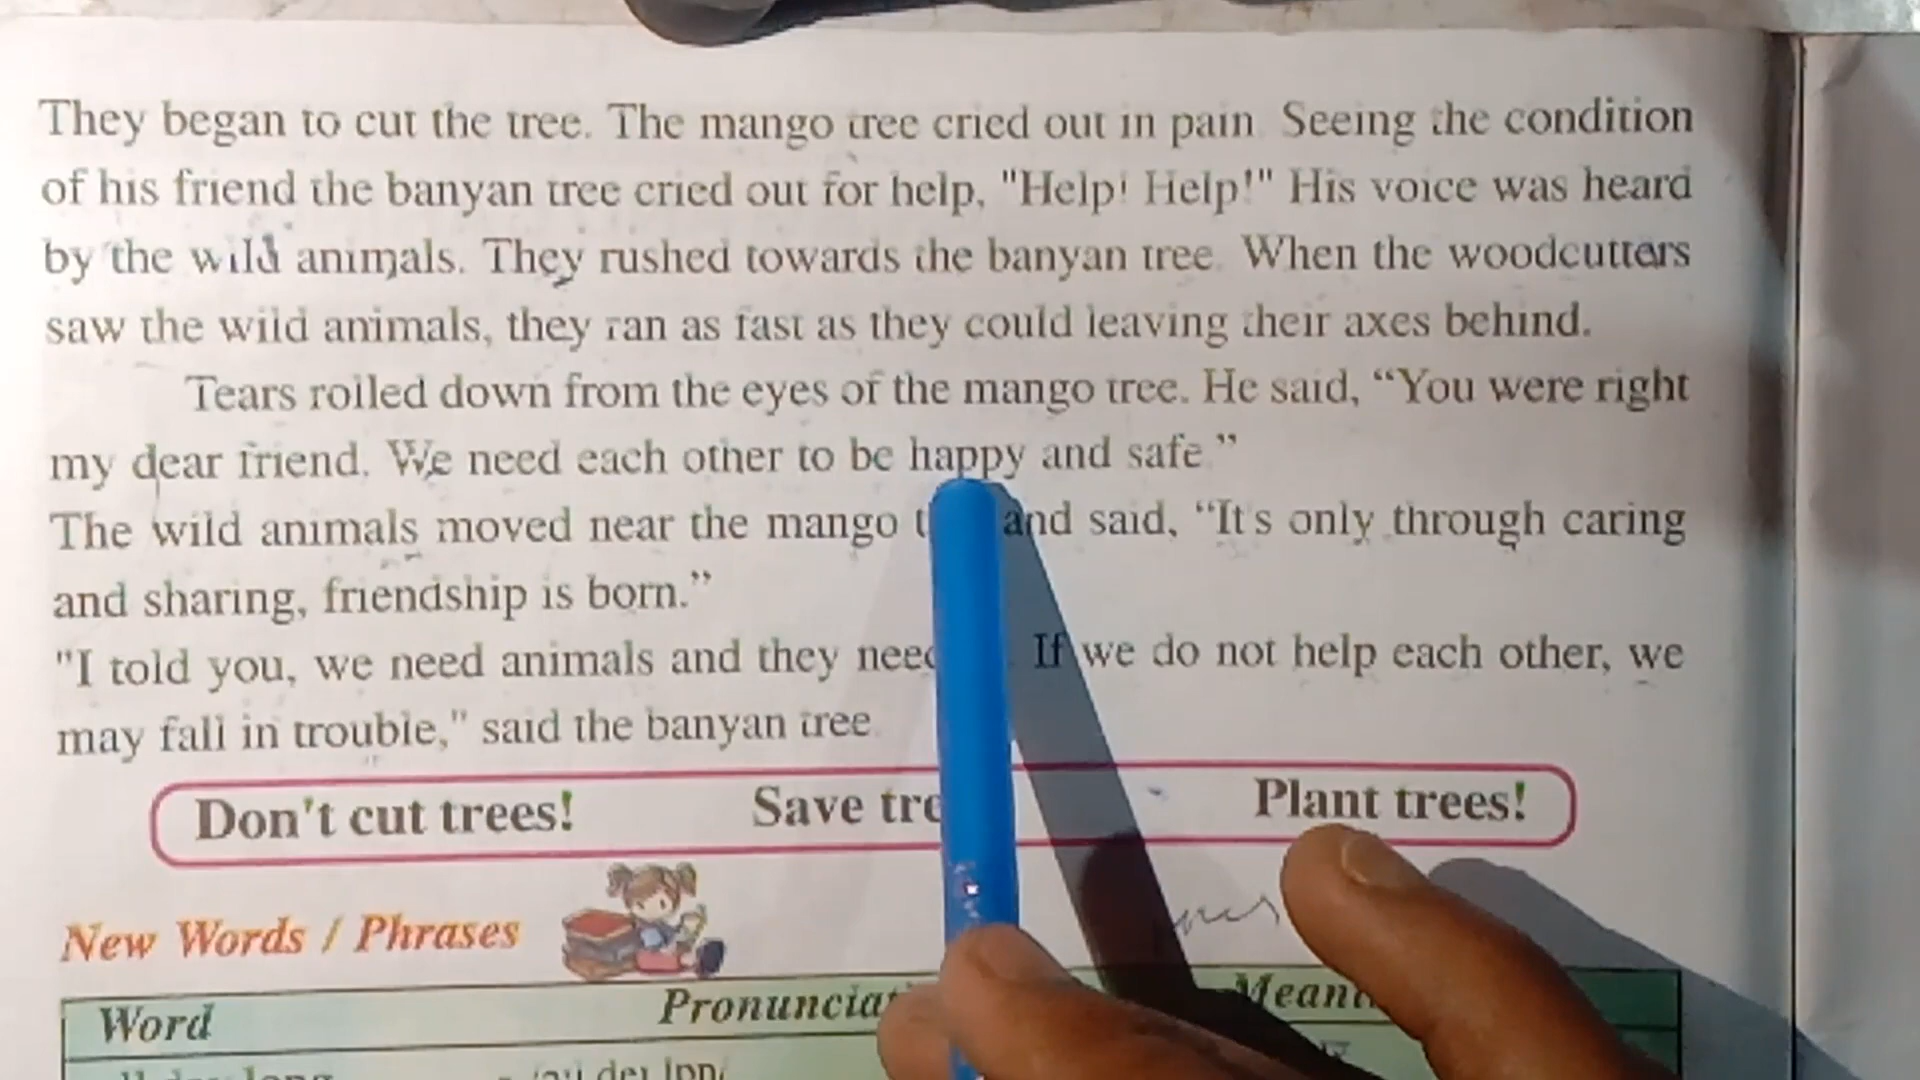 They began to cut the tree. The mango tree cried out in pain. Seeing the condition
of his friend the banyan tree cried out for help, "Help! Help!" His voice was heard
by the wild animals. They rushed towards the banyan tree. When the woodcutters
saw the wild animals, they ran as fast as they could leaving their axes behind.
Tears rolled down from the eyes of the mango tree. He said, “You were right
my dear friend. We need each other to be happy and safe.”
The wild animals moved near the mango and said, “It's only through caring
and sharing, friendship is born.”
"I told you, we need animals and they need If we do not help each other, we
may fall in trouble," said the banyan tree.
Don't cut trees! Save Plant trees!
New Words / Phrases
Word